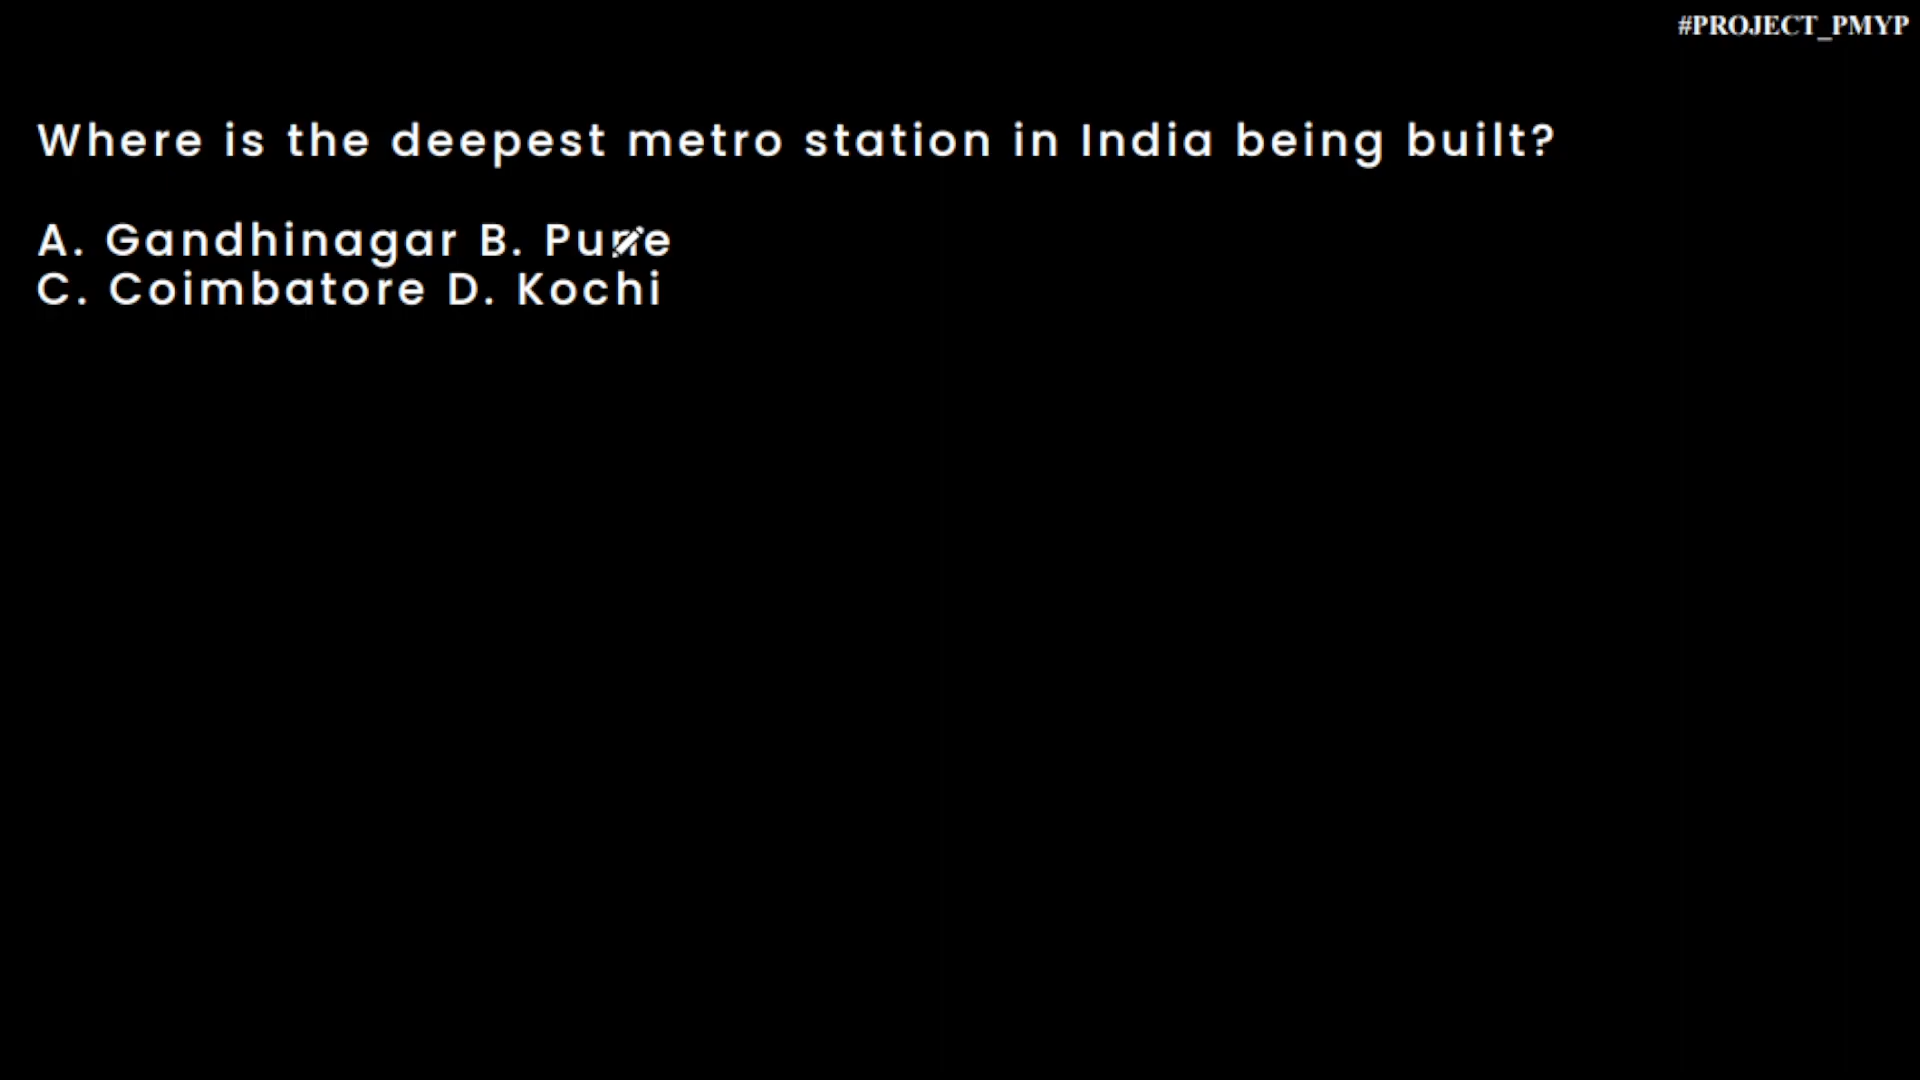 #PROJECT_PMYP
Where is the deepest metro station in India being built?
A. Gandhinagar B. Pune
C. Coimbatore D. Kochi